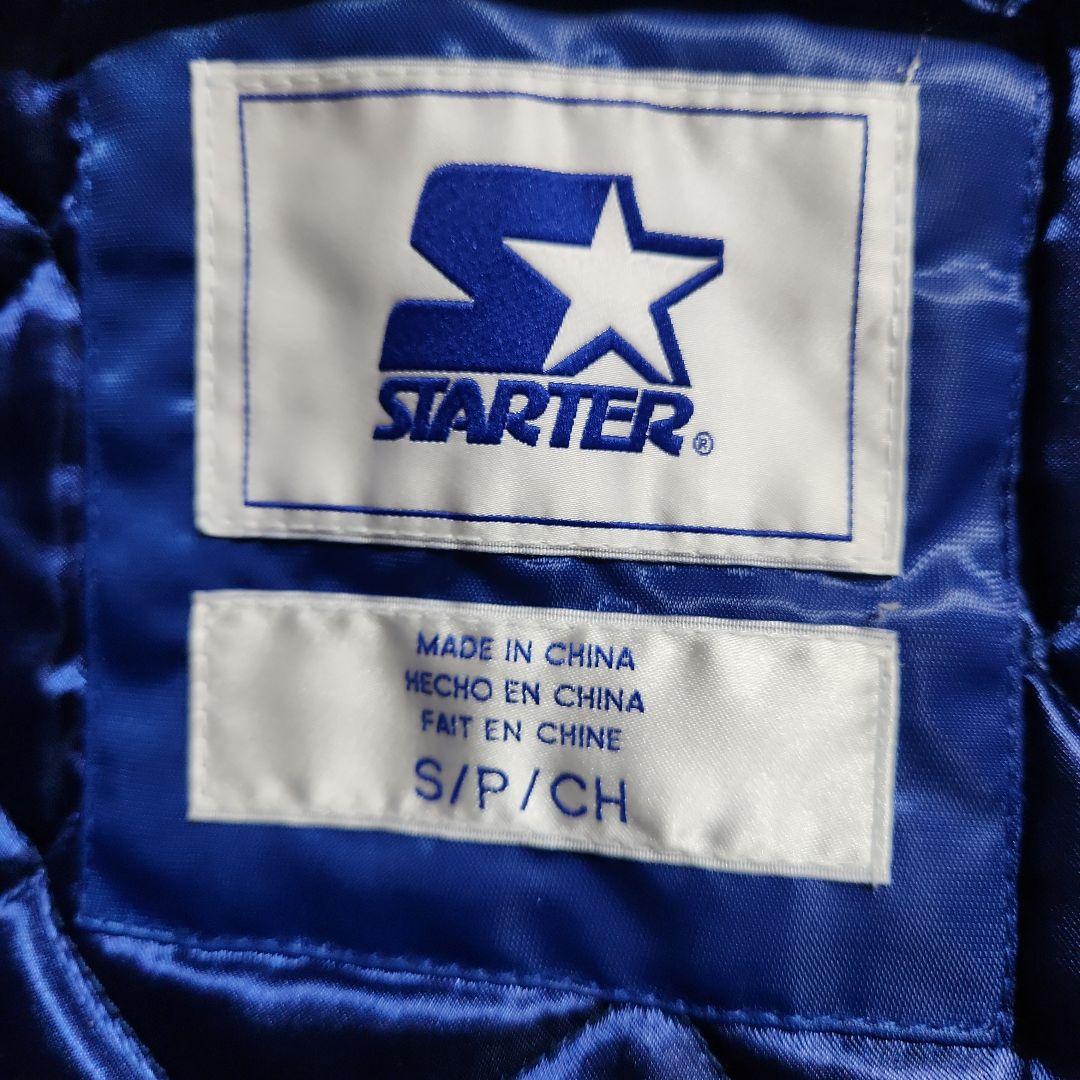 STARTER®
MADE IN CHINA
HECHO EN CHINA
FAIT EN CHINE
S/P/CH